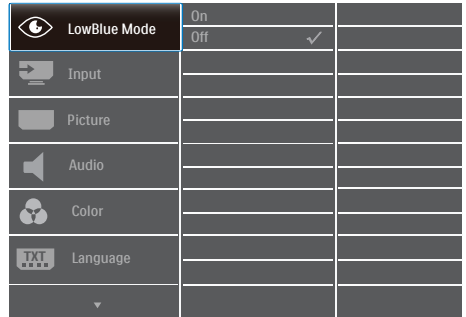 LowBlue Mode
On
Off
Input
Picture
Audio
Color
TXT
Language